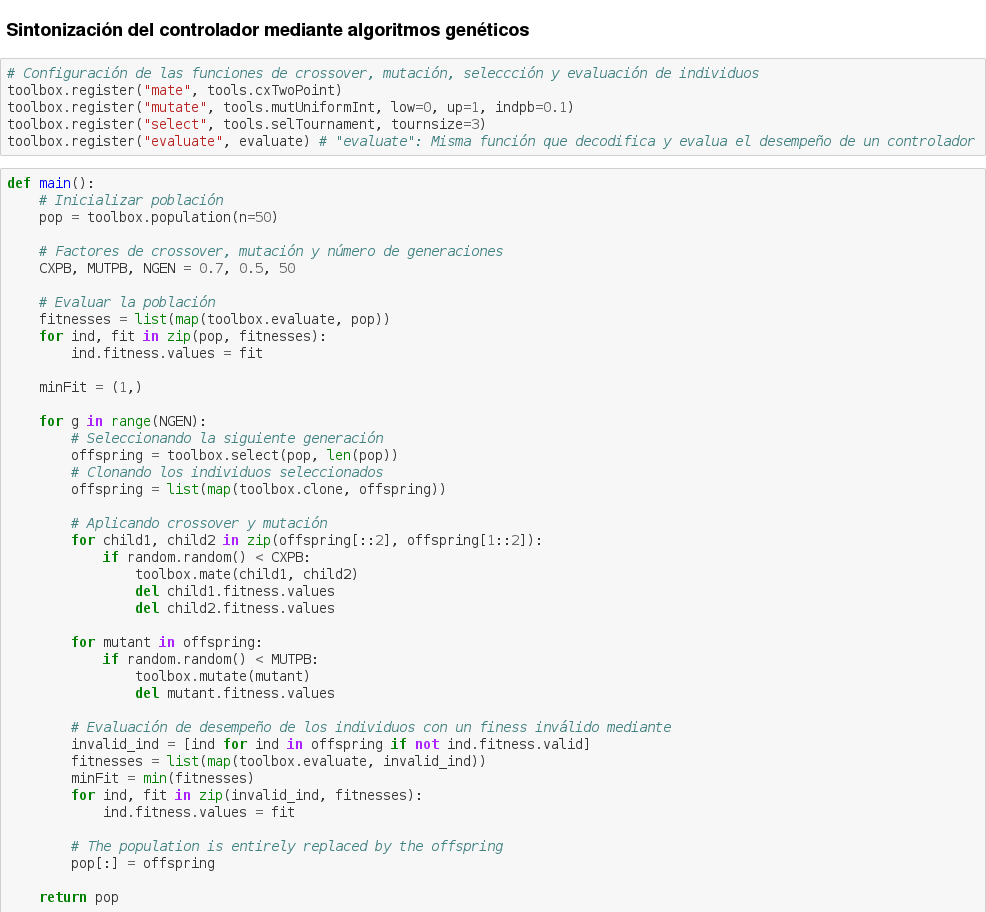 Sintonización del controlador mediante algoritmos genéticos
# Configuración de las funciones de crossover, mutación, seleccción y evaluación de individuos
toolbox.register("mate", tools.cxTwoPoint)
toolbox.register("mutate", tools.mutUniformInt, low=0, up=1, indpb=0.1)
toolbox.register("select", tools.selTournament, tournsize=3)
toolbox.register("evaluate", evaluate) # "evaluate": Misma función que decodifica y evalua el desempeño de un controlador
def main():
    # Inicializar población
    pop = toolbox.population(n=50)
    # Factores de crossover, mutación y número de generaciones
    CXPB, MUTPB, NGEN = 0.7, 0.5, 50
    # Evaluar la población
    fitnesses = list(map(toolbox.evaluate, pop))
    for ind, fit in zip(pop, fitnesses):
        ind.fitness.values = fit
    minFit = (1,)
    for g in range(NGEN):
        # Seleccionando la siguiente generación
        offspring = toolbox.select(pop, len(pop))
        # Clonando los individuos seleccionados
        offspring = list(map(toolbox.clone, offspring))
        # Aplicando crossover y mutación
        for child1, child2 in zip(offspring[::2], offspring[1::2]):
            if random.random() < CXPB:
                toolbox.mate(child1, child2)
                del child1.fitness.values
                del child2.fitness.values
        for mutant in offspring:
            if random.random() < MUTPB:
                toolbox.mutate(mutant)
                del mutant.fitness.values
        # Evaluación de desempeño de los individuos con un finess inválido mediante
        invalid_ind = [ind for ind in offspring if not ind.fitness.valid]
        fitnesses = list(map(toolbox.evaluate, invalid_ind))
        minFit = min(fitnesses)
        for ind, fit in zip(invalid_ind, fitnesses):
            ind.fitness.values = fit
        # The population is entirely replaced by the offspring
        pop[:] = offspring
    return pop